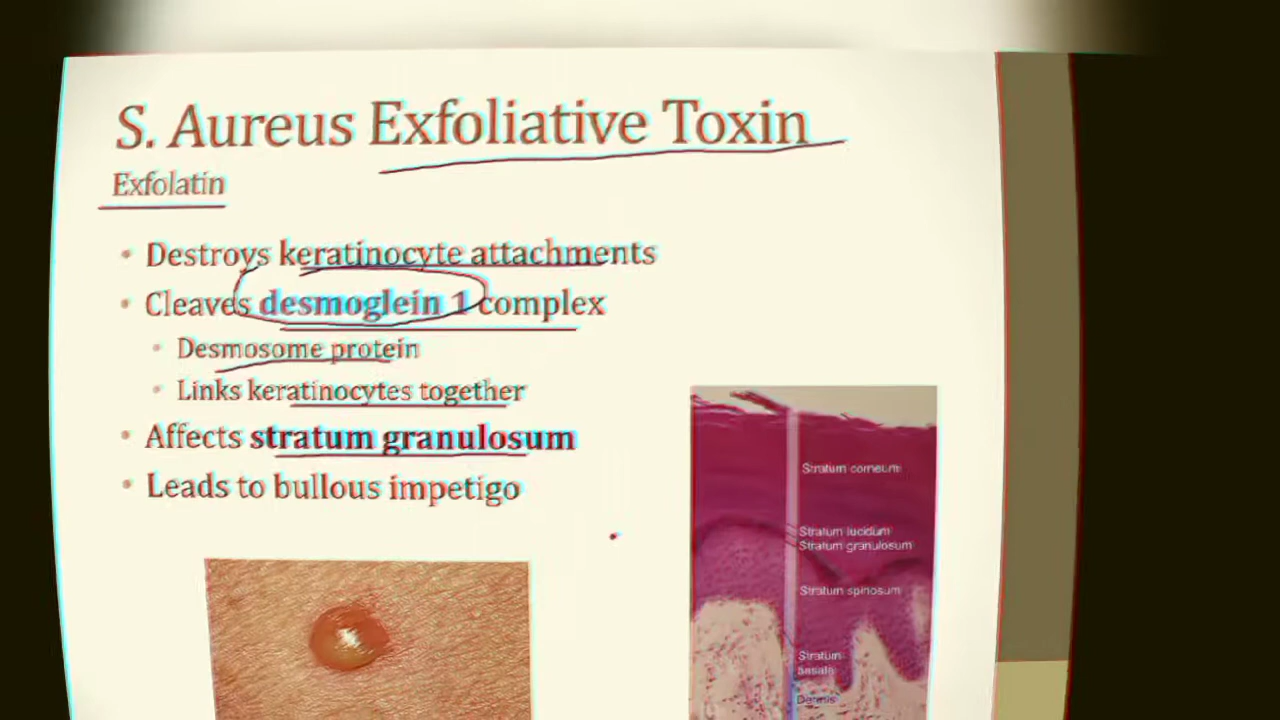 S. Aureus Exfoliative Toxin
Exfolatin
• Destroys keratinocyte attachments
• Cleaves desmoglein 1 complex
• Desmosome protein
• Links keratinocytes together
• Affects stratum granulosum
• Leads to bullous impetigo
Stratum corneum
Stratum lucidum
Stratum granulosum
Stratum spinosum
Stratum
basale
Dermis